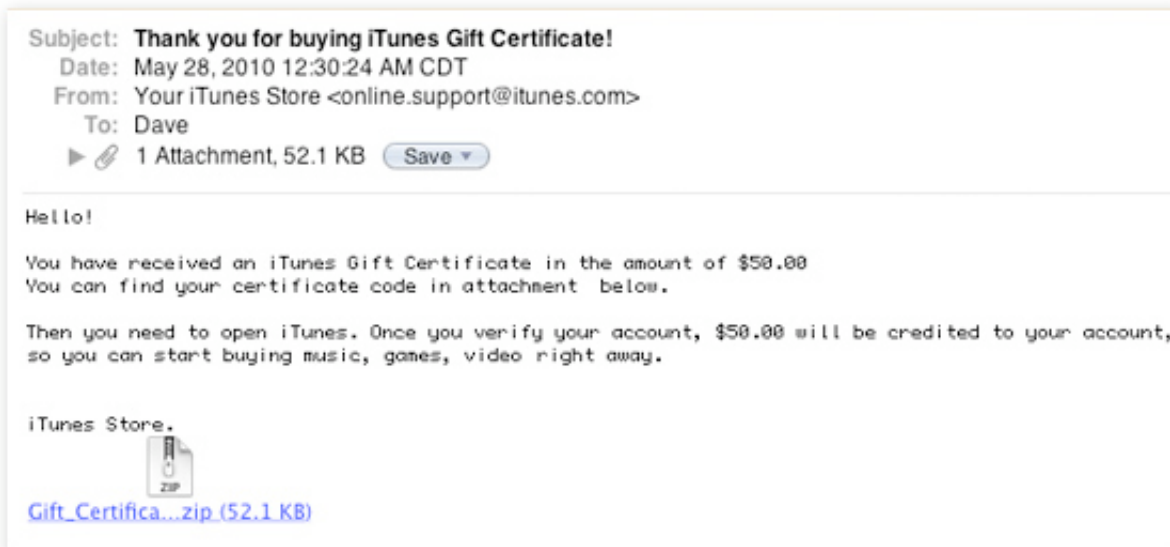 Subject: Thank you for buying iTunes Gift Certificate!
Date: May 28, 2010 12:30:24 AM CDT
From: Your iTunes Store <online.support@itunes.com>
To: Dave
1 Attachment, 52.1 KB Save
Hello!
You have received an iTunes Gift Certificate in the amount of $50.00
You can find your certificate code in attachment  below.
Then you need to open iTunes. Once you verify your account, $50.00 will be credited to your account,
so you can start buying music, games, video right away.
iTunes Store.
ZIP
Gift_Certifica...zip (52.1 KB)